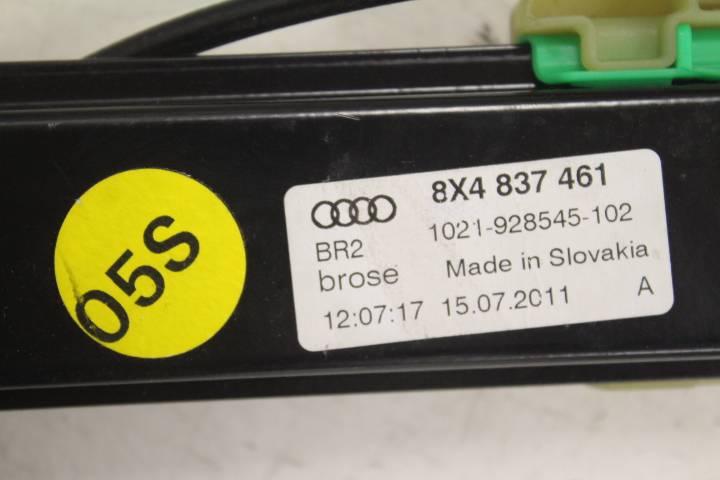 05S
8X4 837 461
1021-928545-102
BR2
brose Made in Slovakia
12:07:17 15.07.2011 A